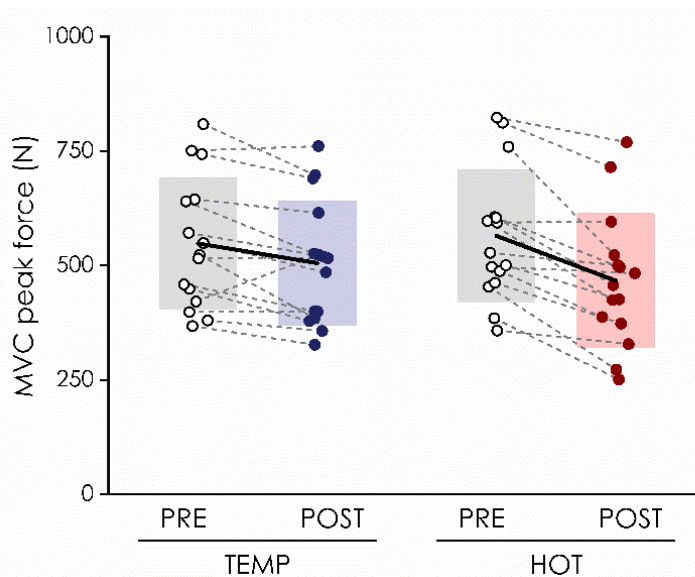 MVC peak force (N)
1000
750
500
250
0
PRE POST PRE POST
TEMP HOT